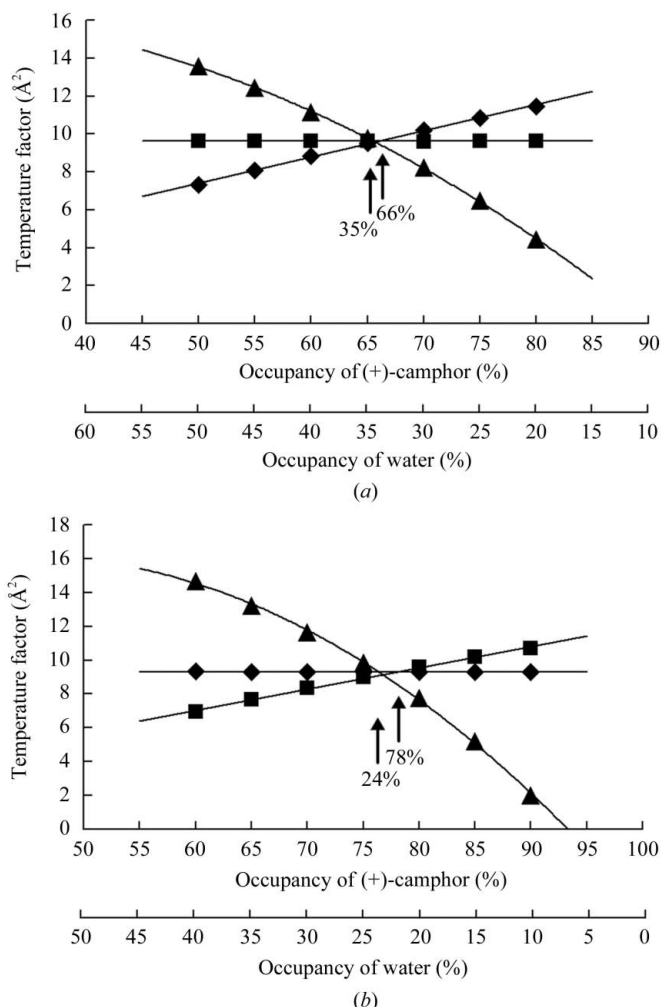 16
14
12
10
8
6
4
2
0
Temperature factor (Å²)
35%
66%
40 45 50 55 60 65 70 75 80 85 90
Occupancy of (+)-camphor (%)
60 55 50 45 40 35 30 25 20 15 10
Occupancy of water (%)
(a)
18
16
14
12
10
8
6
4
2
0
Temperature factor (Å²)
78%
24%
50 55 60 65 70 75 80 85 90 95 100
Occupancy of (+)-camphor (%)
50 45 40 35 30 25 20 15 10 5 0
Occupancy of water (%)
(b)